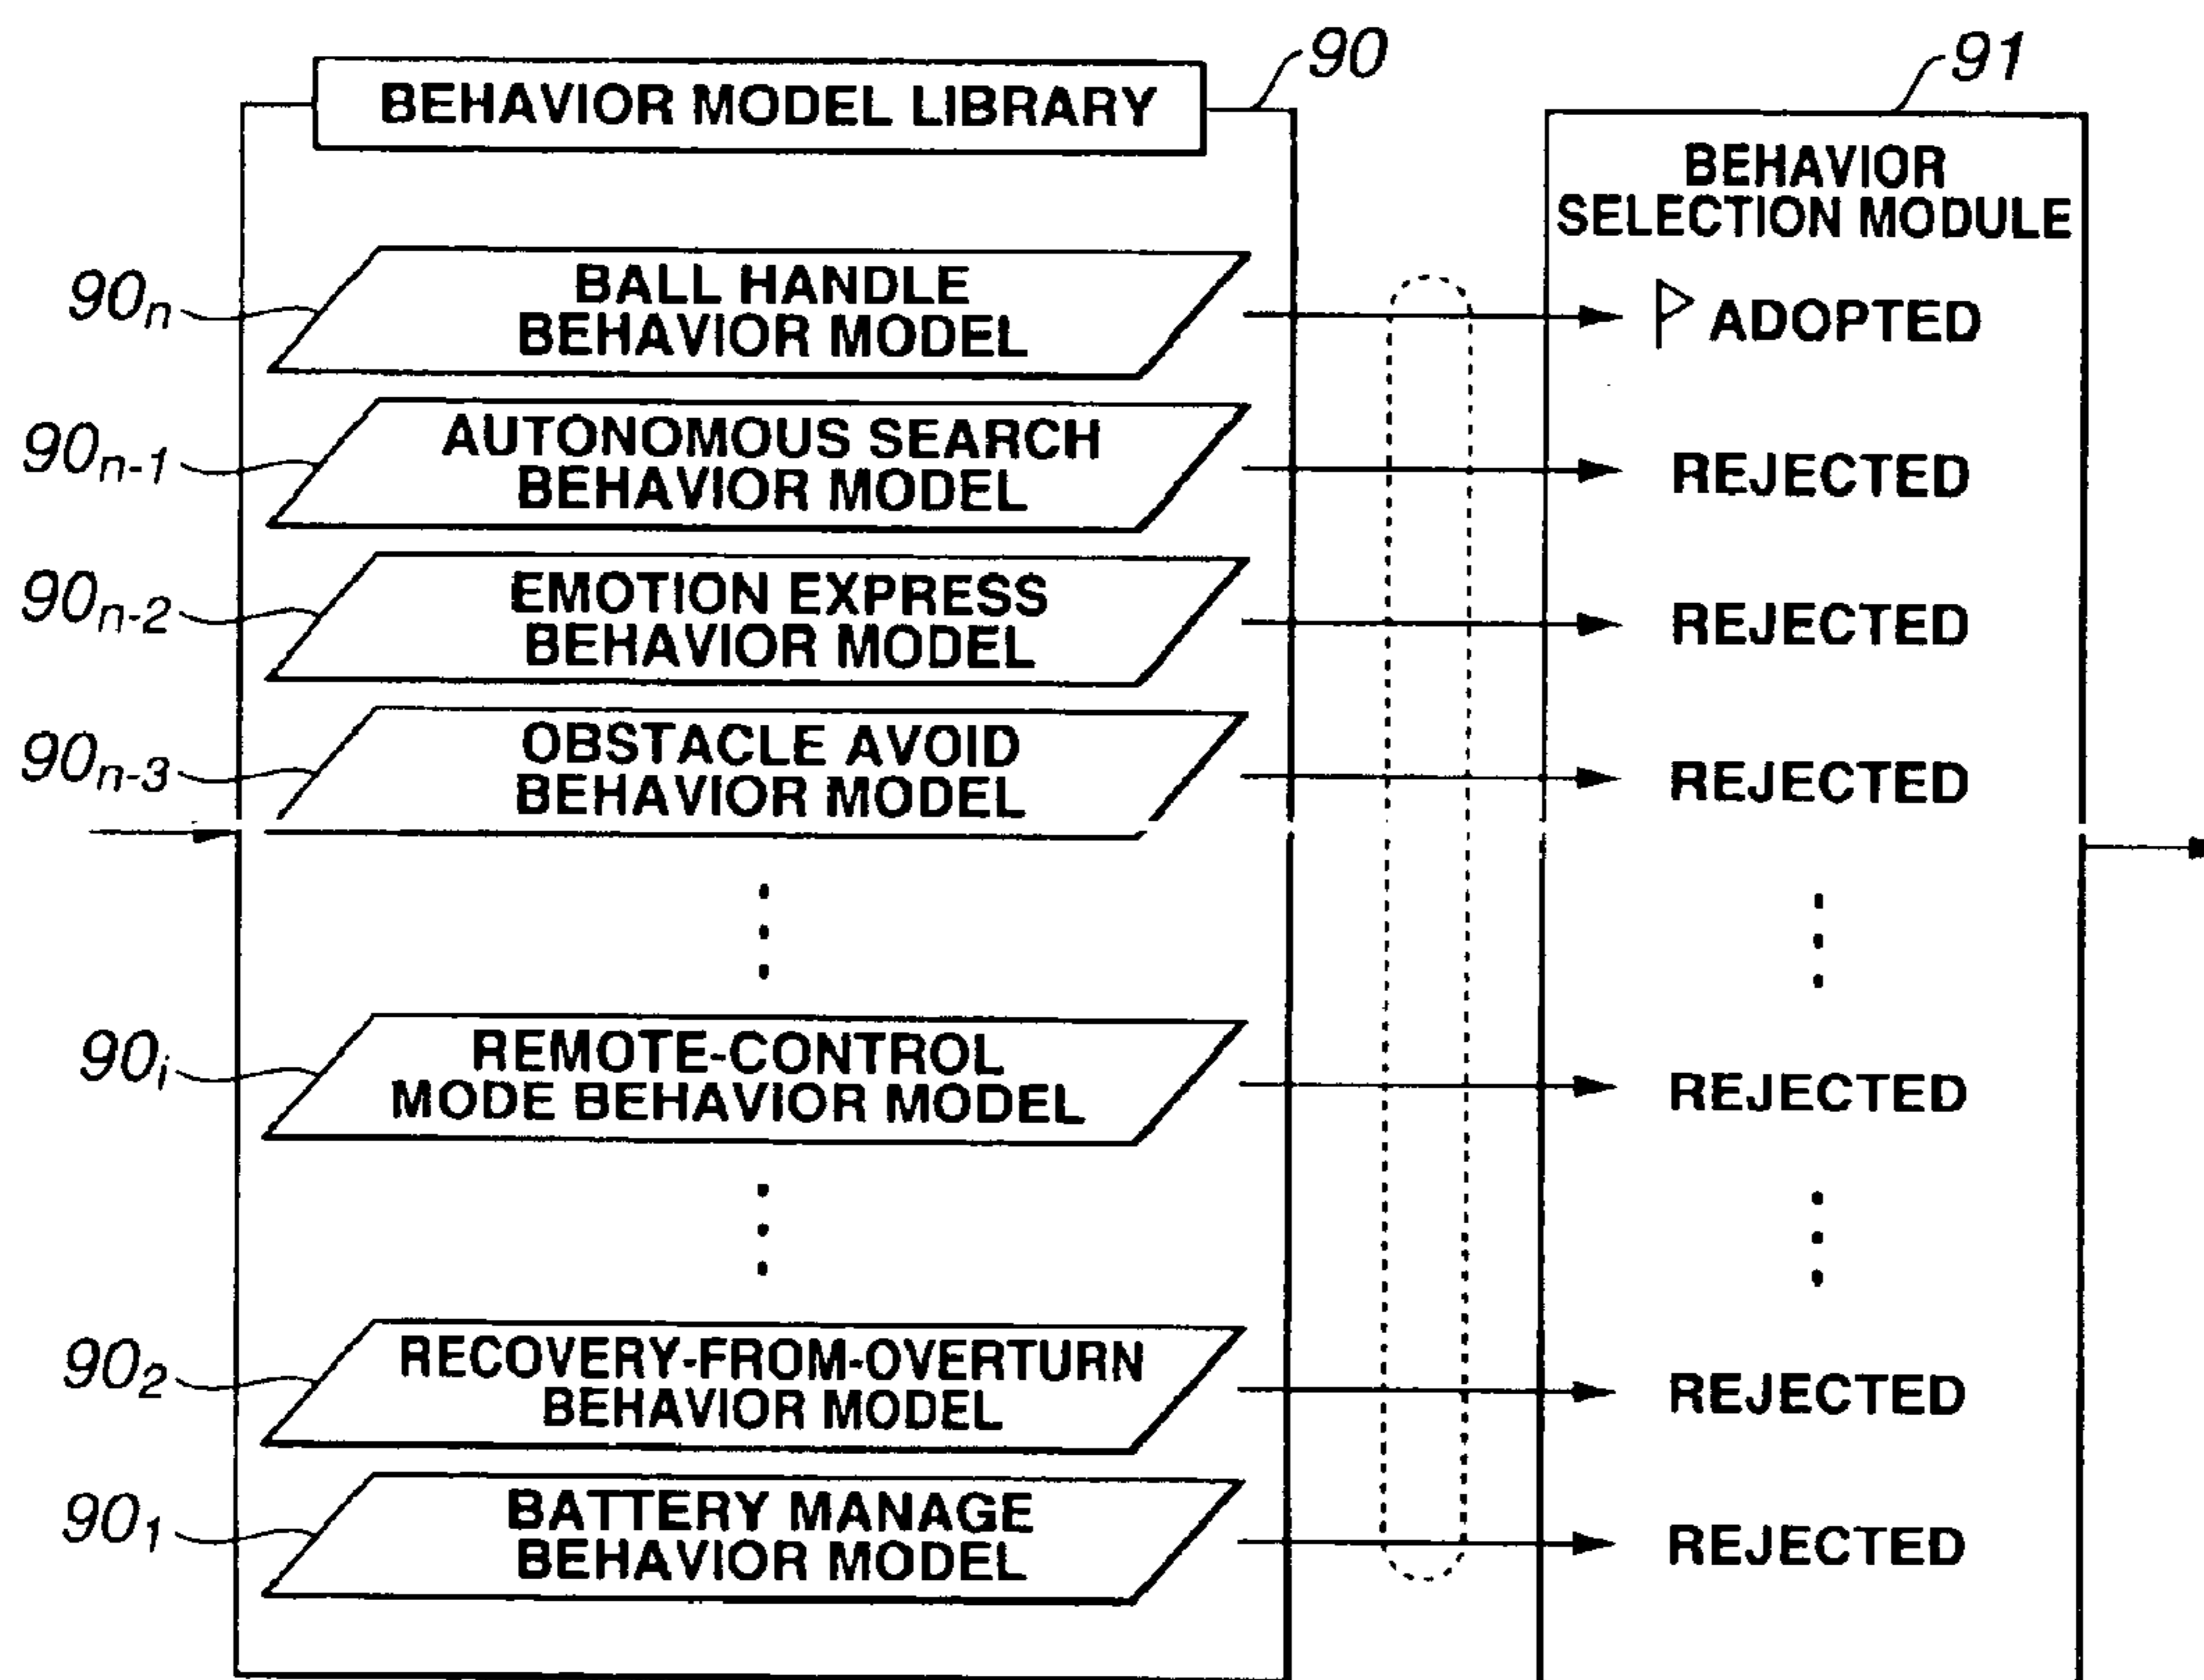 90
91
BEHAVIOR MODEL LIBRARY
BEHAVIOR
SELECTION MODULE
90n
BALL HANDLE
BEHAVIOR MODEL
ADOPTED
90n-1
AUTONOMOUS SEARCH
BEHAVIOR MODEL
REJECTED
90n-2
EMOTION EXPRESS
BEHAVIOR MODEL
REJECTED
90n-3
OBSTACLE AVOID
BEHAVIOR MODEL
REJECTED
90i
REMOTE-CONTROL
MODE BEHAVIOR MODEL
REJECTED
902
RECOVERY-FROM-OVERTURN
BEHAVIOR MODEL
REJECTED
901
BATTERY MANAGE
BEHAVIOR MODEL
REJECTED